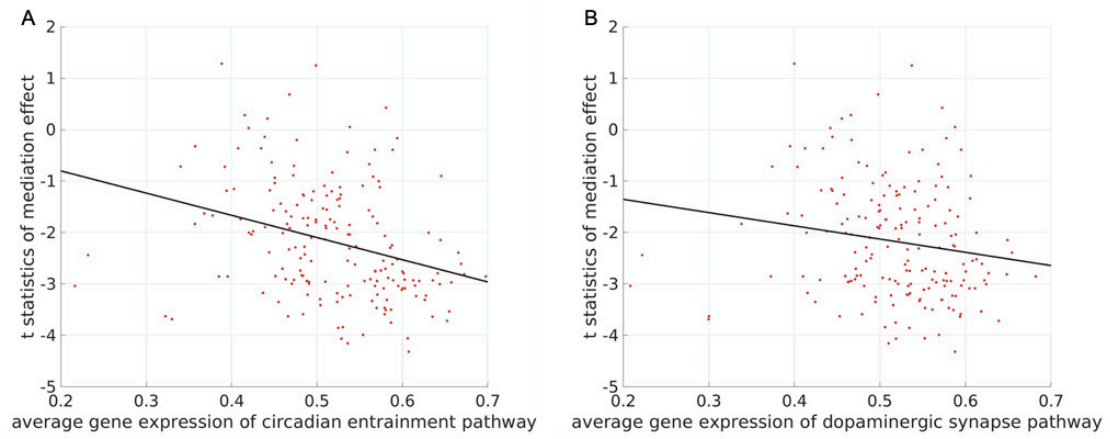 A
2
1
0
-1
-2
-3
-4
-5
t statistics of mediation effect
0.2 0.3 0.4 0.5 0.6 0.7
average gene expression of circadian entrainment pathway
B
2
1
0
-1
-2
-3
-4
-5
t statistics of mediation effect
0.2 0.3 0.4 0.5 0.6 0.7
average gene expression of dopaminergic synapse pathway